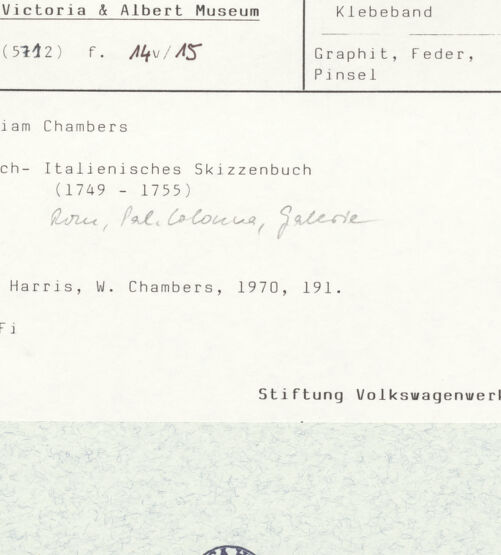 Victoria & Albert Museum
Klebeband
(5712) f. 14v/15
Graphit, Feder,
Pinsel
iam Chambers
ch- Italienisches Skizzenbuch
(1749 - 1755)
Rom, Pal. Colonna, Galerie
Harris, W. Chambers, 1970, 191.
Fi
Stiftung Volkswagenwerk